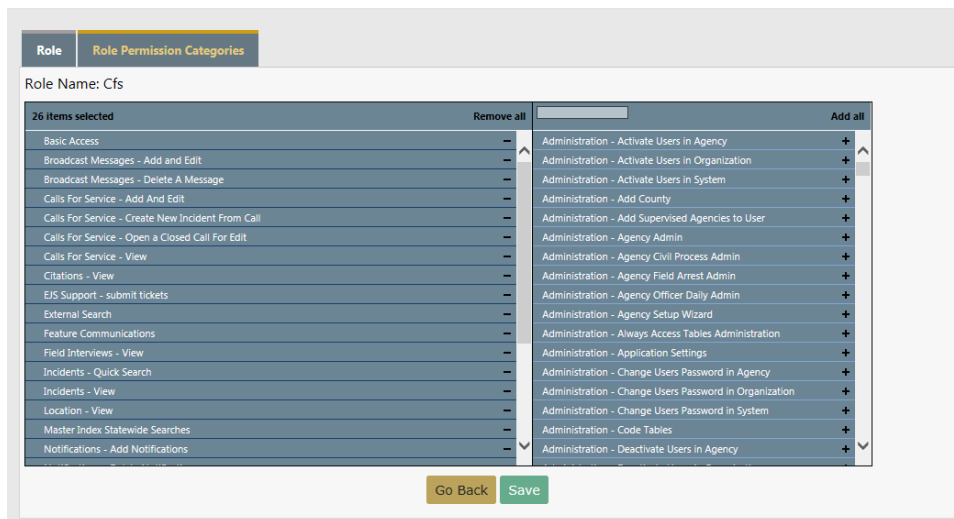 Role
Role Permission Categories
Role Name: Cfs
26 items selected
Remove all
Basic Access
Broadcast Messages - Add and Edit
Broadcast Messages - Delete A Message
Calls For Service - Add And Edit
Calls For Service - Create New Incident From Call
Calls For Service - Open a Closed Call For Edit
Calls For Service - View
Citations - View
EJS Support - submit tickets
External Search
Feature Communications
Field Interviews - View
Incidents - Quick Search
Incidents - View
Location - View
Master Index Statewide Searches
Notifications - Add Notifications
Add all
Administration - Activate Users in Agency
Administration - Activate Users in Organization
Administration - Activate Users in System
Administration - Add County
Administration - Add Supervised Agencies to User
Administration - Agency Admin
Administration - Agency Civil Process Admin
Administration - Agency Field Arrest Admin
Administration - Agency Officer Daily Admin
Administration - Agency Setup Wizard
Administration - Always Access Tables Administration
Administration - Application Settings
Administration - Change Users Password in Agency
Administration - Change Users Password in Organization
Administration - Change Users Password in System
Administration - Code Tables
Administration - Deactivate Users in Agency
Go Back
Save